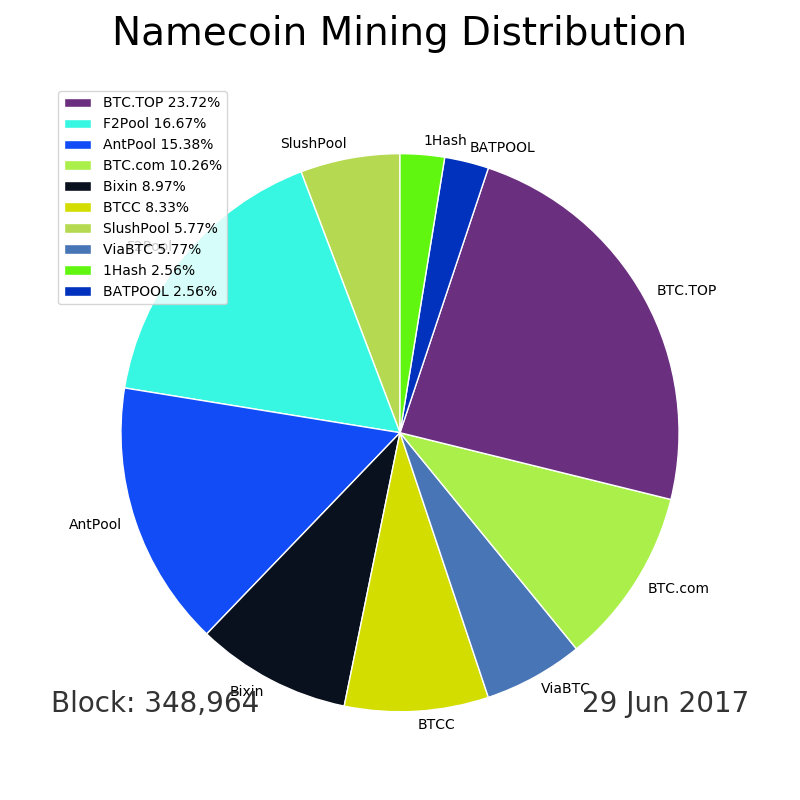 Namecoin Mining Distribution
BTC.TOP 23.72%
F2Pool 16.67%
AntPool 15.38%
BTC.com 10.26%
Bixin 8.97%
BTCC 8.33%
SlushPool 5.77%
ViaBTC 5.77%
1Hash 2.56%
BATPOOL 2.56%
SlushPool
1Hash
BATPOOL
F2Pool
BTC.TOP
AntPool
BTC.com
Bixin
ViaBTC
BTCC
Block: 348,964
29 Jun 2017